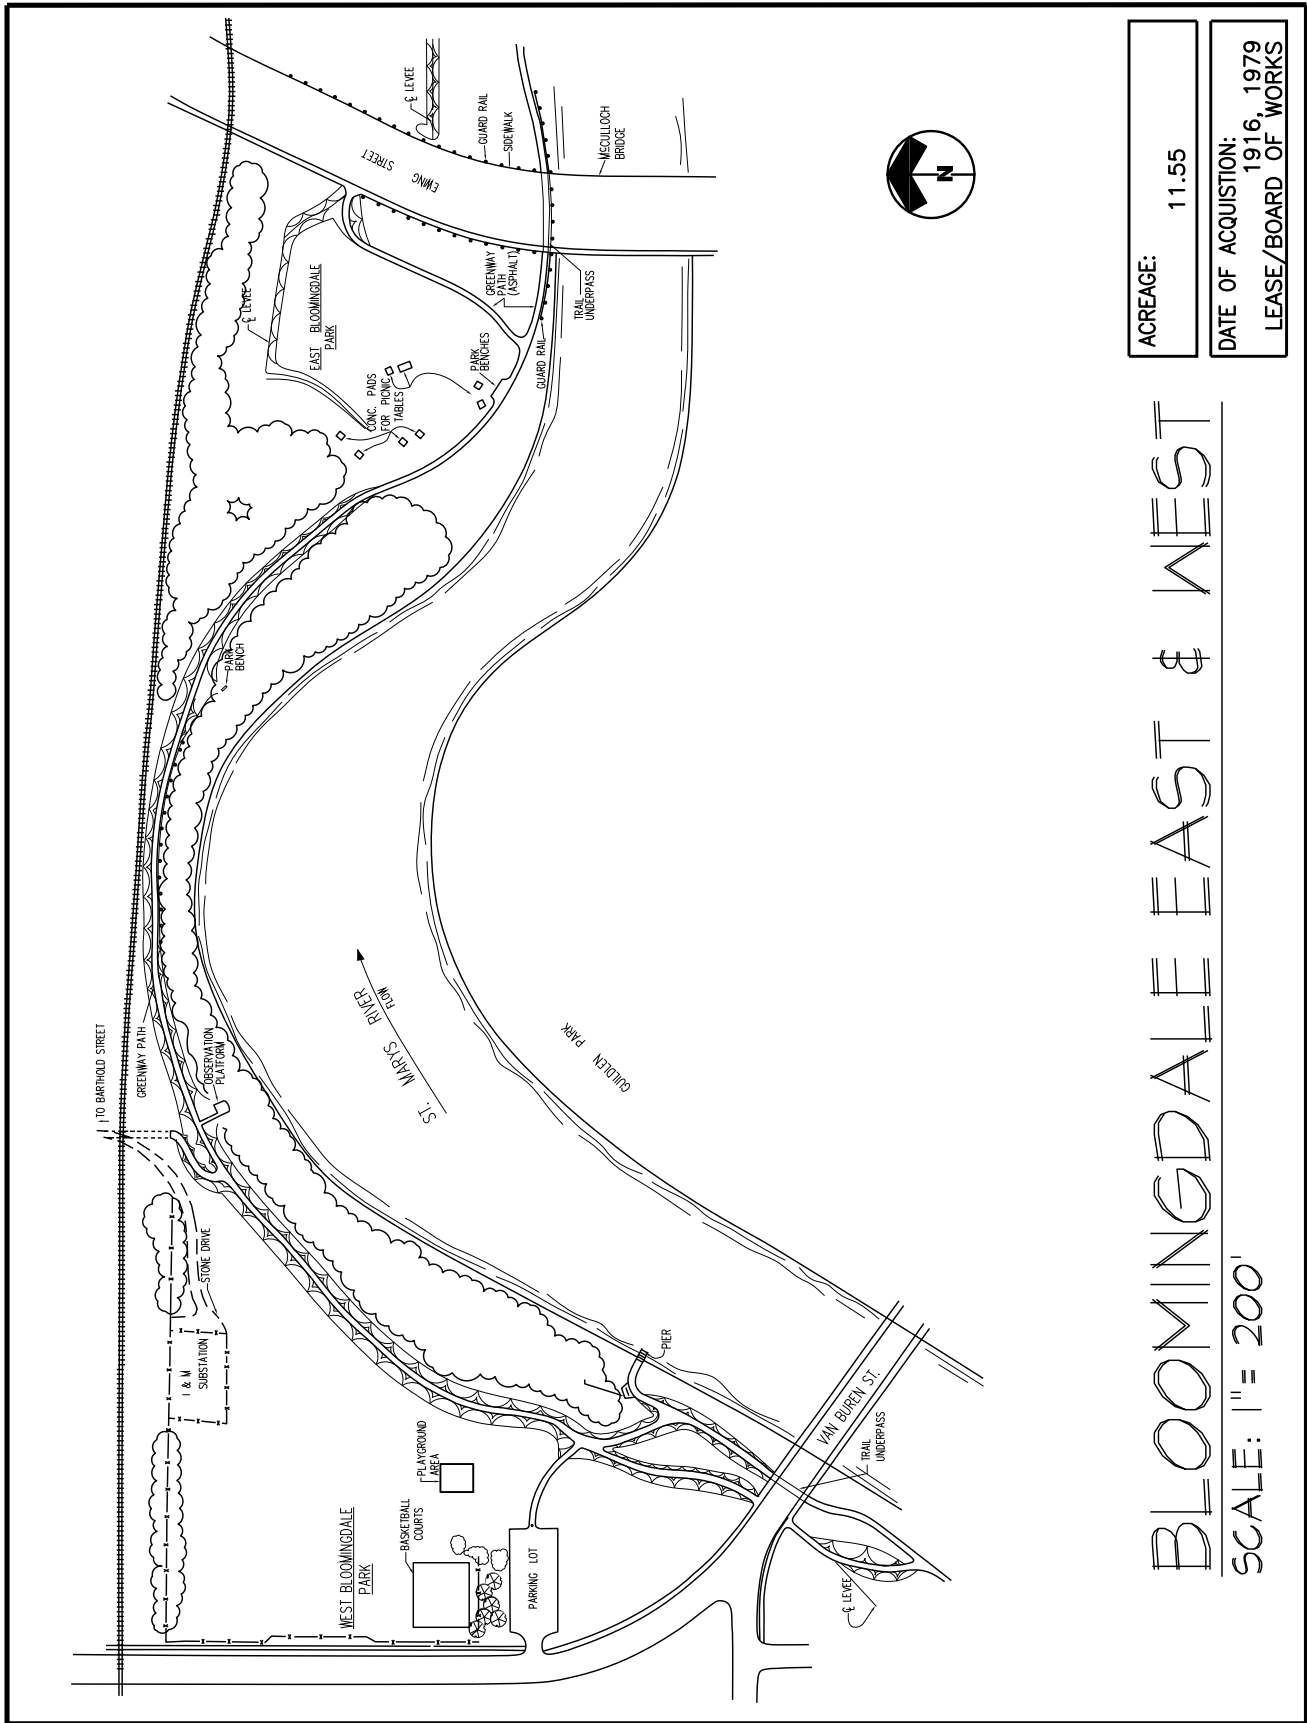 TO BARTHOLD STREET
GREENWAY PATH
OBSERVATION
PLATFORM
STONE DRIVE
I & M
SUBSTATION
PLAYGROUND
AREA
BASKETBALL
COURTS
WEST BLOOMINGDALE
PARK
PARKING LOT
PIER
VAN BUREN ST.
TRAIL
UNDERPASS
℄ LEVEE
ST. MARYS RIVER
FLOW
GUILDLEN PARK
PARK
BENCH
℄ LEVEE
EAST BLOOMINGDALE
PARK
CONC. PADS
FOR PICNIC
TABLES
PARK
BENCHES
GREENWAY
PATH
(ASPHALT)
GUARD RAIL
TRAIL
UNDERPASS
EWING
STREET
℄ LEVEE
GUARD RAIL
SIDEWALK
McCULLOCH
BRIDGE
N
ACREAGE:
11.55
DATE OF ACQUISTION:
1916, 1979
LEASE/BOARD OF WORKS
BLOOMINGDALE EAST & WEST
SCALE: 1"= 200'